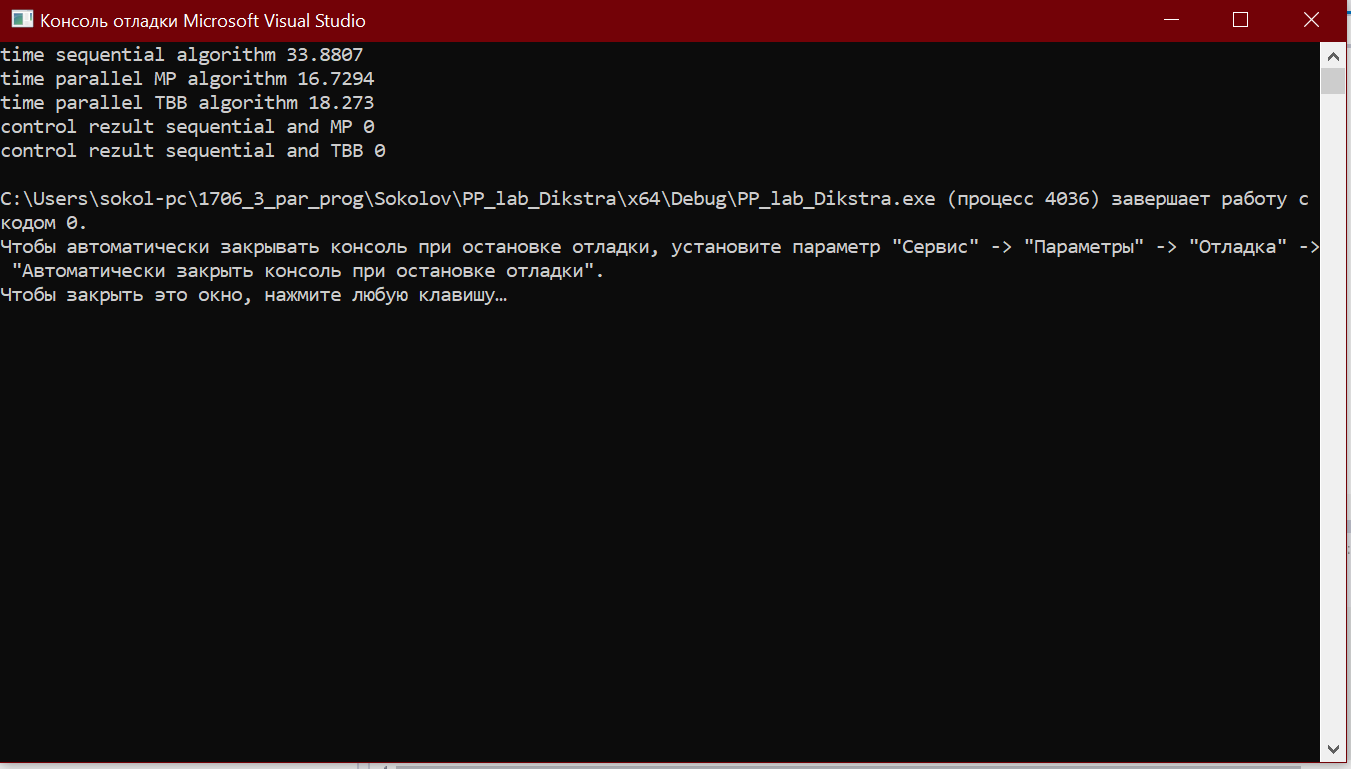 Консоль отладки Microsoft Visual Studio
time sequential algorithm 33.8807
time parallel MP algorithm 16.7294
time parallel TBB algorithm 18.273
control rezult sequential and MP 0
control rezult sequential and TBB 0
C:\Users\sokol-pc\1706_3_par_prog\Sokolov\PP_lab_Dikstra\x64\Debug\PP_lab_Dikstra.exe (процесс 4036) завершает работу с
кодом 0.
Чтобы автоматически закрывать консоль при остановке отладки, установите параметр "Сервис" -> "Параметры" -> "Отладка" ->
"Автоматически закрыть консоль при остановке отладки".
Чтобы закрыть это окно, нажмите любую клавишу…